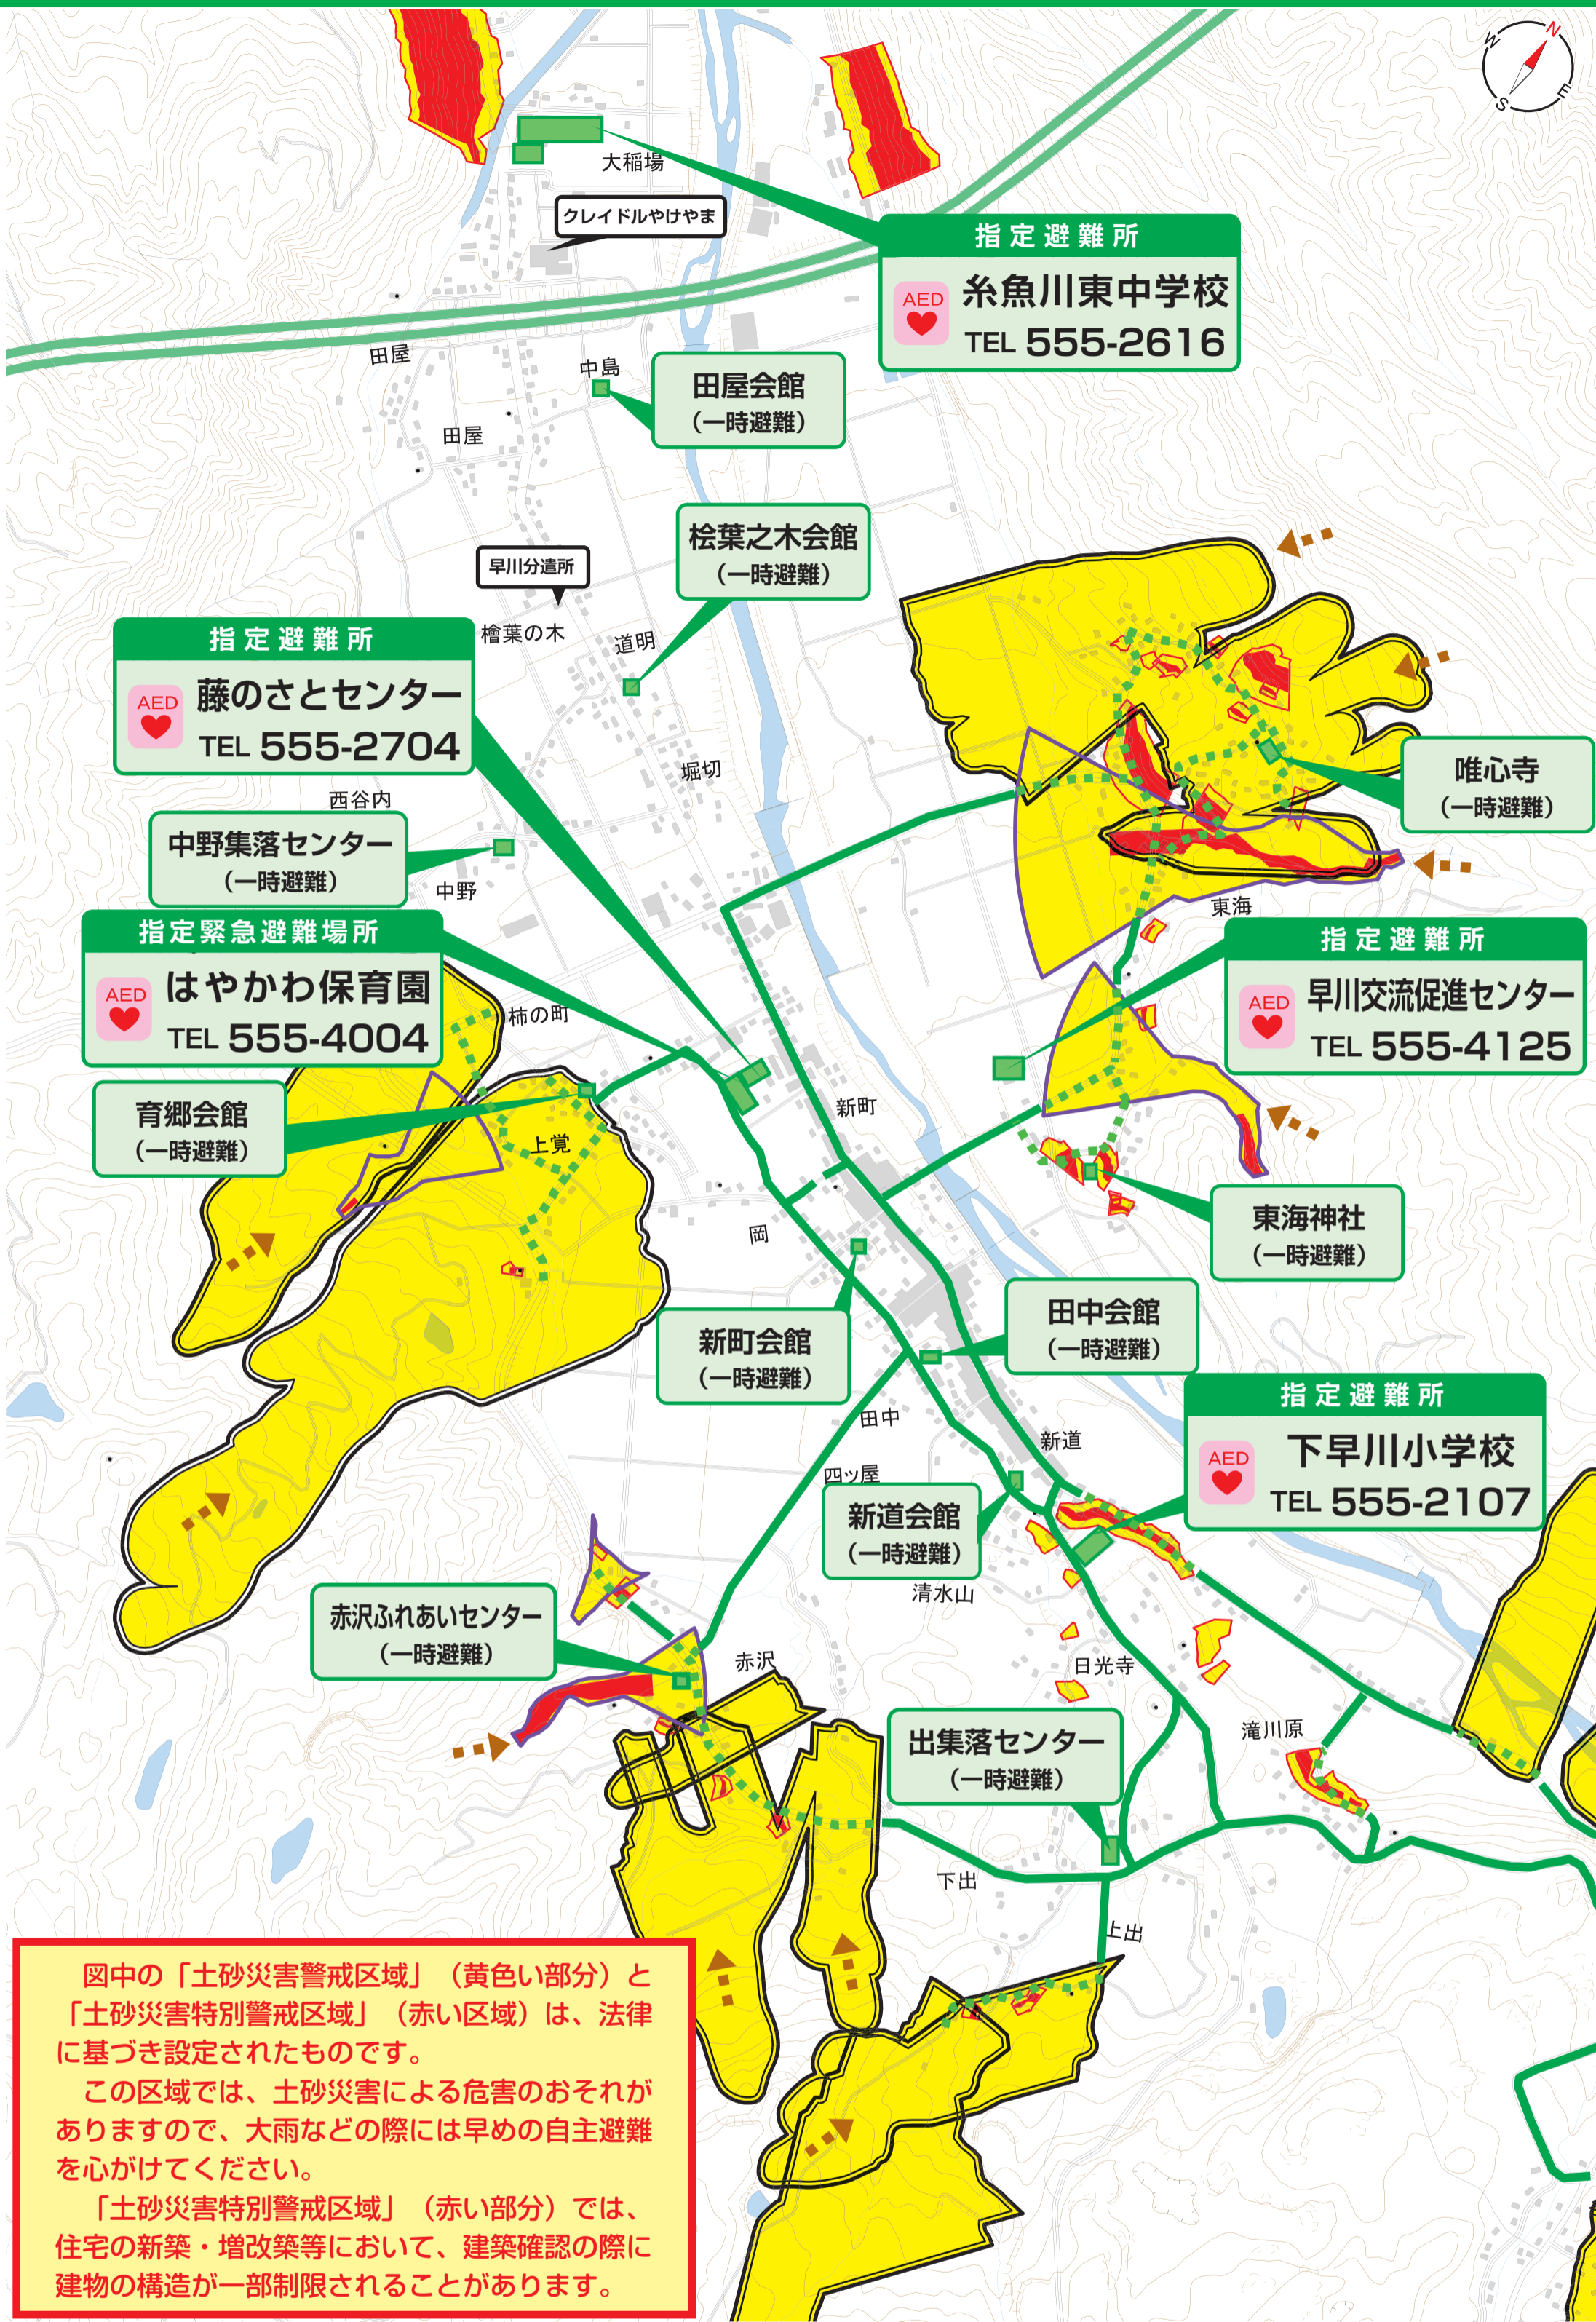 N
W
E
S
大稲場
クレイドルやけやま
指定避難所
AED
糸魚川東中学校
TEL 555-2616
田屋
中島
田屋会館
(一時避難)
田屋
桧葉之木会館
(一時避難)
早川分遣所
檜葉の木
道明
指定避難所
AED
藤のさとセンター
TEL 555-2704
堀切
唯心寺
(一時避難)
西谷内
中野集落センター
(一時避難)
中野
東海
指定緊急避難場所
AED
はやかわ保育園
TEL 555-4004
指定避難所
AED
早川交流促進センター
TEL 555-4125
柿の町
育郷会館
(一時避難)
新町
上覚
東海神社
(一時避難)
岡
新町会館
(一時避難)
田中会館
(一時避難)
指定避難所
AED
下早川小学校
TEL 555-2107
田中
新道
四ッ屋
新道会館
(一時避難)
清水山
赤沢ふれあいセンター
(一時避難)
赤沢
日光寺
滝川原
出集落センター
(一時避難)
下出
上出
図中の「土砂災害警戒区域」(黄色い部分)と
「土砂災害特別警戒区域」(赤い区域)は、法律
に基づき設定されたものです。
この区域では、土砂災害による危害のおそれが
ありますので、大雨などの際には早めの自主避難
を心がけてください。
「土砂災害特別警戒区域」(赤い部分)では、
住宅の新築・増改築等において、建築確認の際に
建物の構造が一部制限されることがあります。